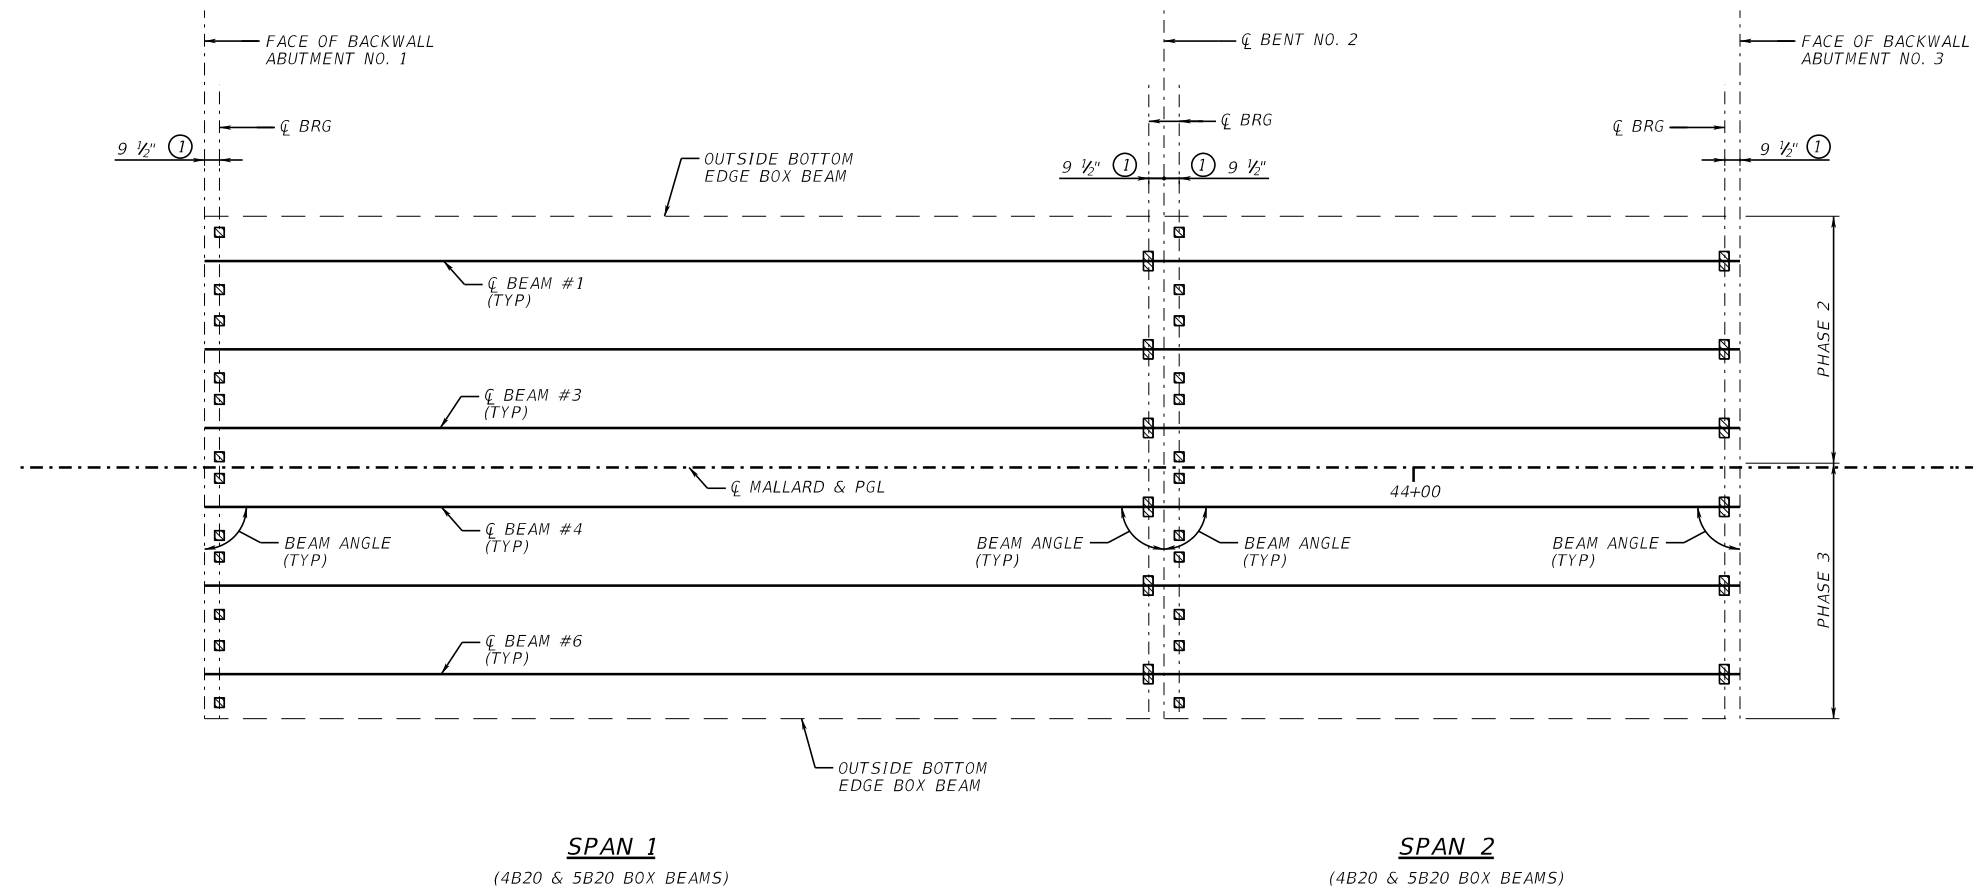 FACE OF BACKWALL
ABUTMENT NO. 1
℄ BENT NO. 2
FACE OF BACKWALL
ABUTMENT NO. 3
℄ BRG
℄ BRG
℄ BRG
9 ½" 1
9 ½" 1
1 9 ½"
9 ½" 1
OUTSIDE BOTTOM
EDGE BOX BEAM
℄ BEAM #1
(TYP)
PHASE 2
℄ BEAM #3
(TYP)
℄ MALLARD & PGL
44+00
℄ BEAM #4
(TYP)
BEAM ANGLE
(TYP)
BEAM ANGLE
(TYP)
BEAM ANGLE
(TYP)
BEAM ANGLE
(TYP)
PHASE 3
℄ BEAM #6
(TYP)
OUTSIDE BOTTOM
EDGE BOX BEAM
SPAN 1
(4B20 & 5B20 BOX BEAMS)
SPAN 2
(4B20 & 5B20 BOX BEAMS)